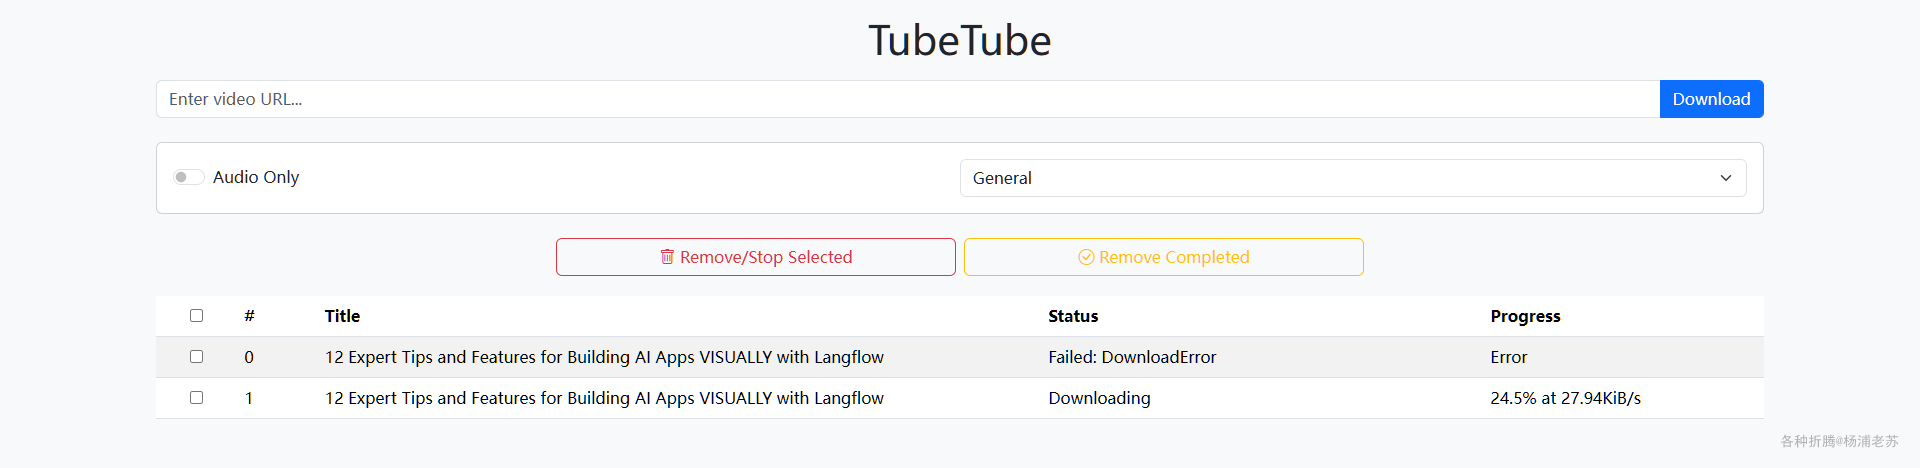 TubeTube
Enter video URL... Download
Audio Only General
Remove/Stop Selected Remove Completed
# Title Status Progress
0 12 Expert Tips and Features for Building AI Apps VISUALLY with Langflow Failed: DownloadError Error
1 12 Expert Tips and Features for Building AI Apps VISUALLY with Langflow Downloading 24.5% at 27.94KiB/s
各种折腾@杨浦老苏